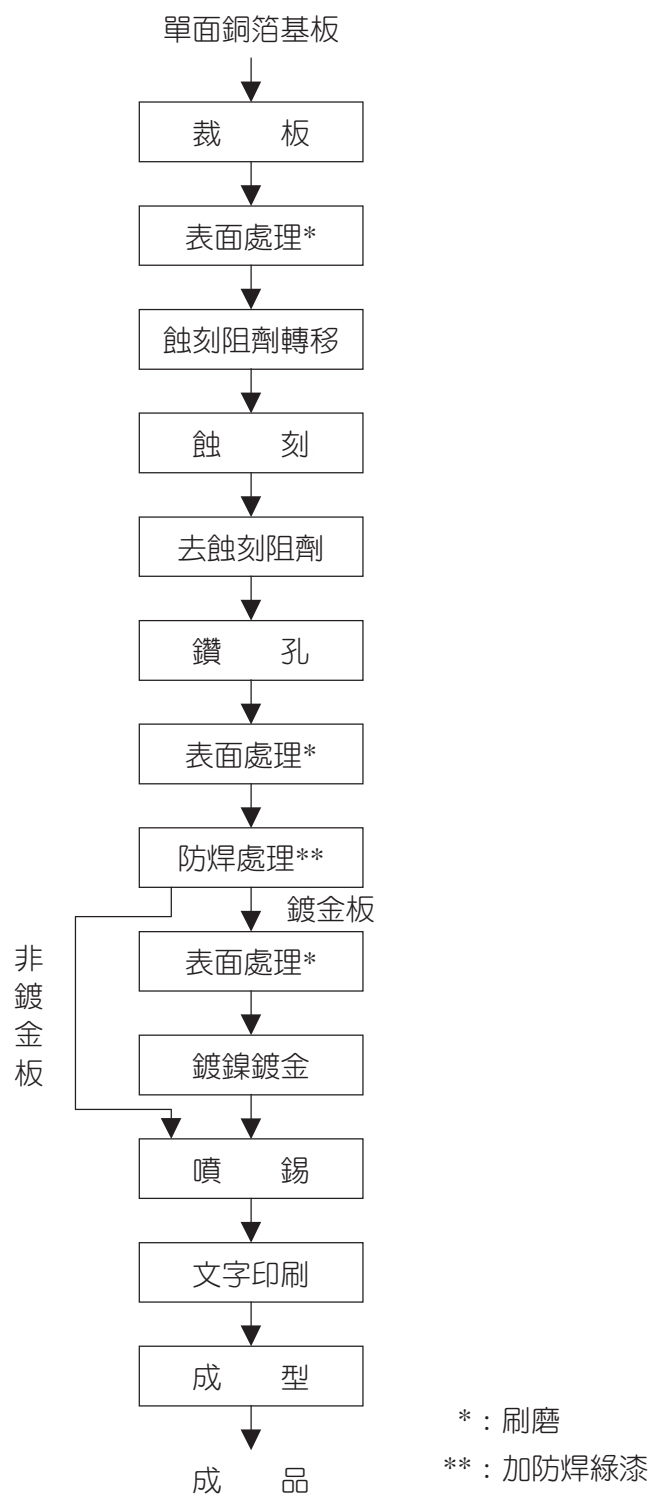 單面銅箔基板
裁 板
表面處理*
蝕刻阻劑轉移
蝕 刻
去蝕刻阻劑
鑽 孔
表面處理*
防焊處理**
鍍金板
非鍍金板
表面處理*
鍍鎳鍍金
噴 錫
文字印刷
成 型
成 品
*：刷磨
**：加防焊綠漆